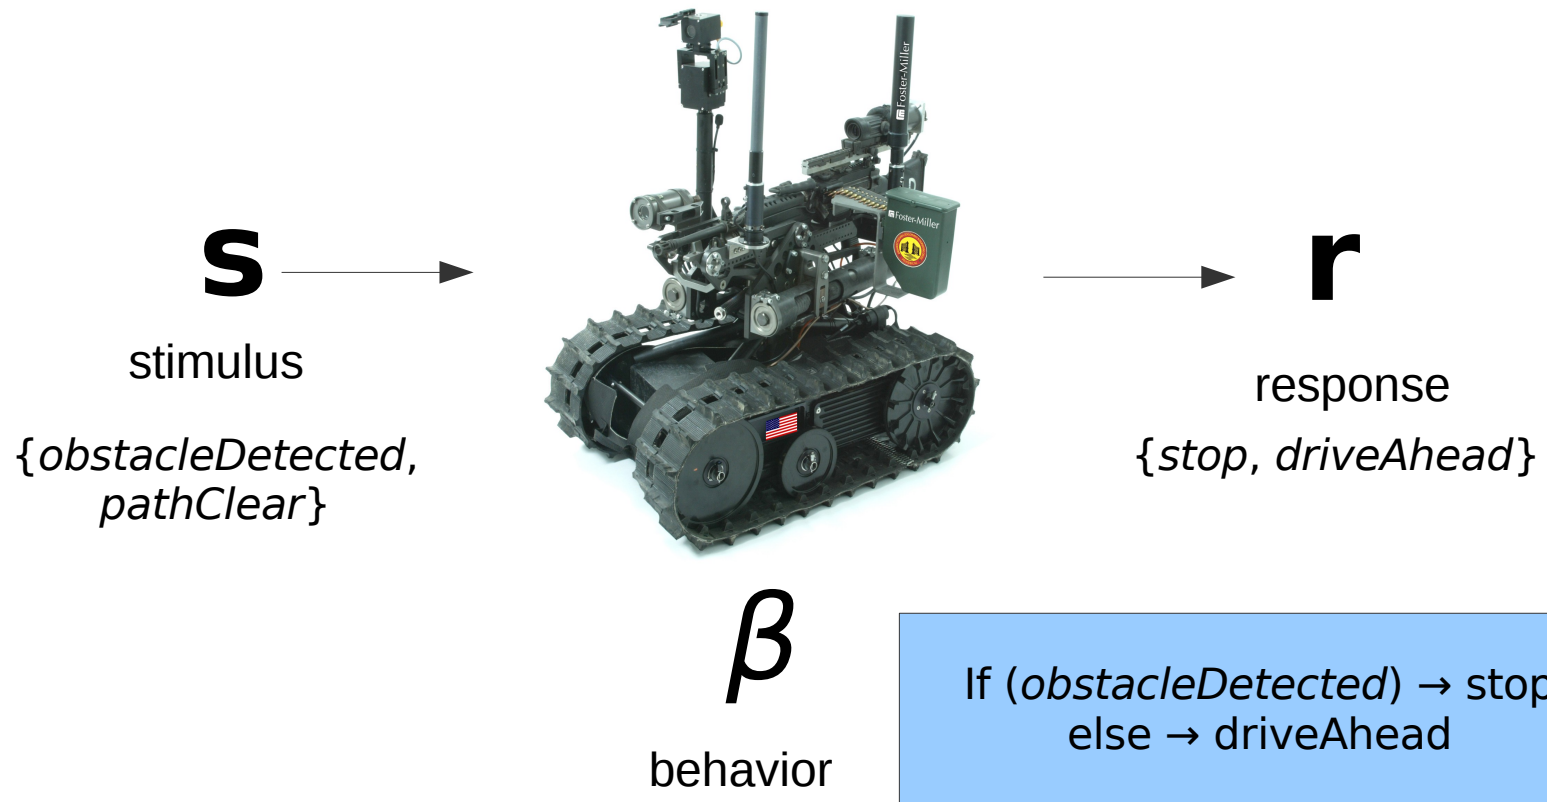 Foster-Miller
Foster-Miller
s
r
stimulus
response
{obstacleDetected,
pathClear}
{stop, driveAhead}
β
behavior
If (obstacleDetected) → stop
else → driveAhead